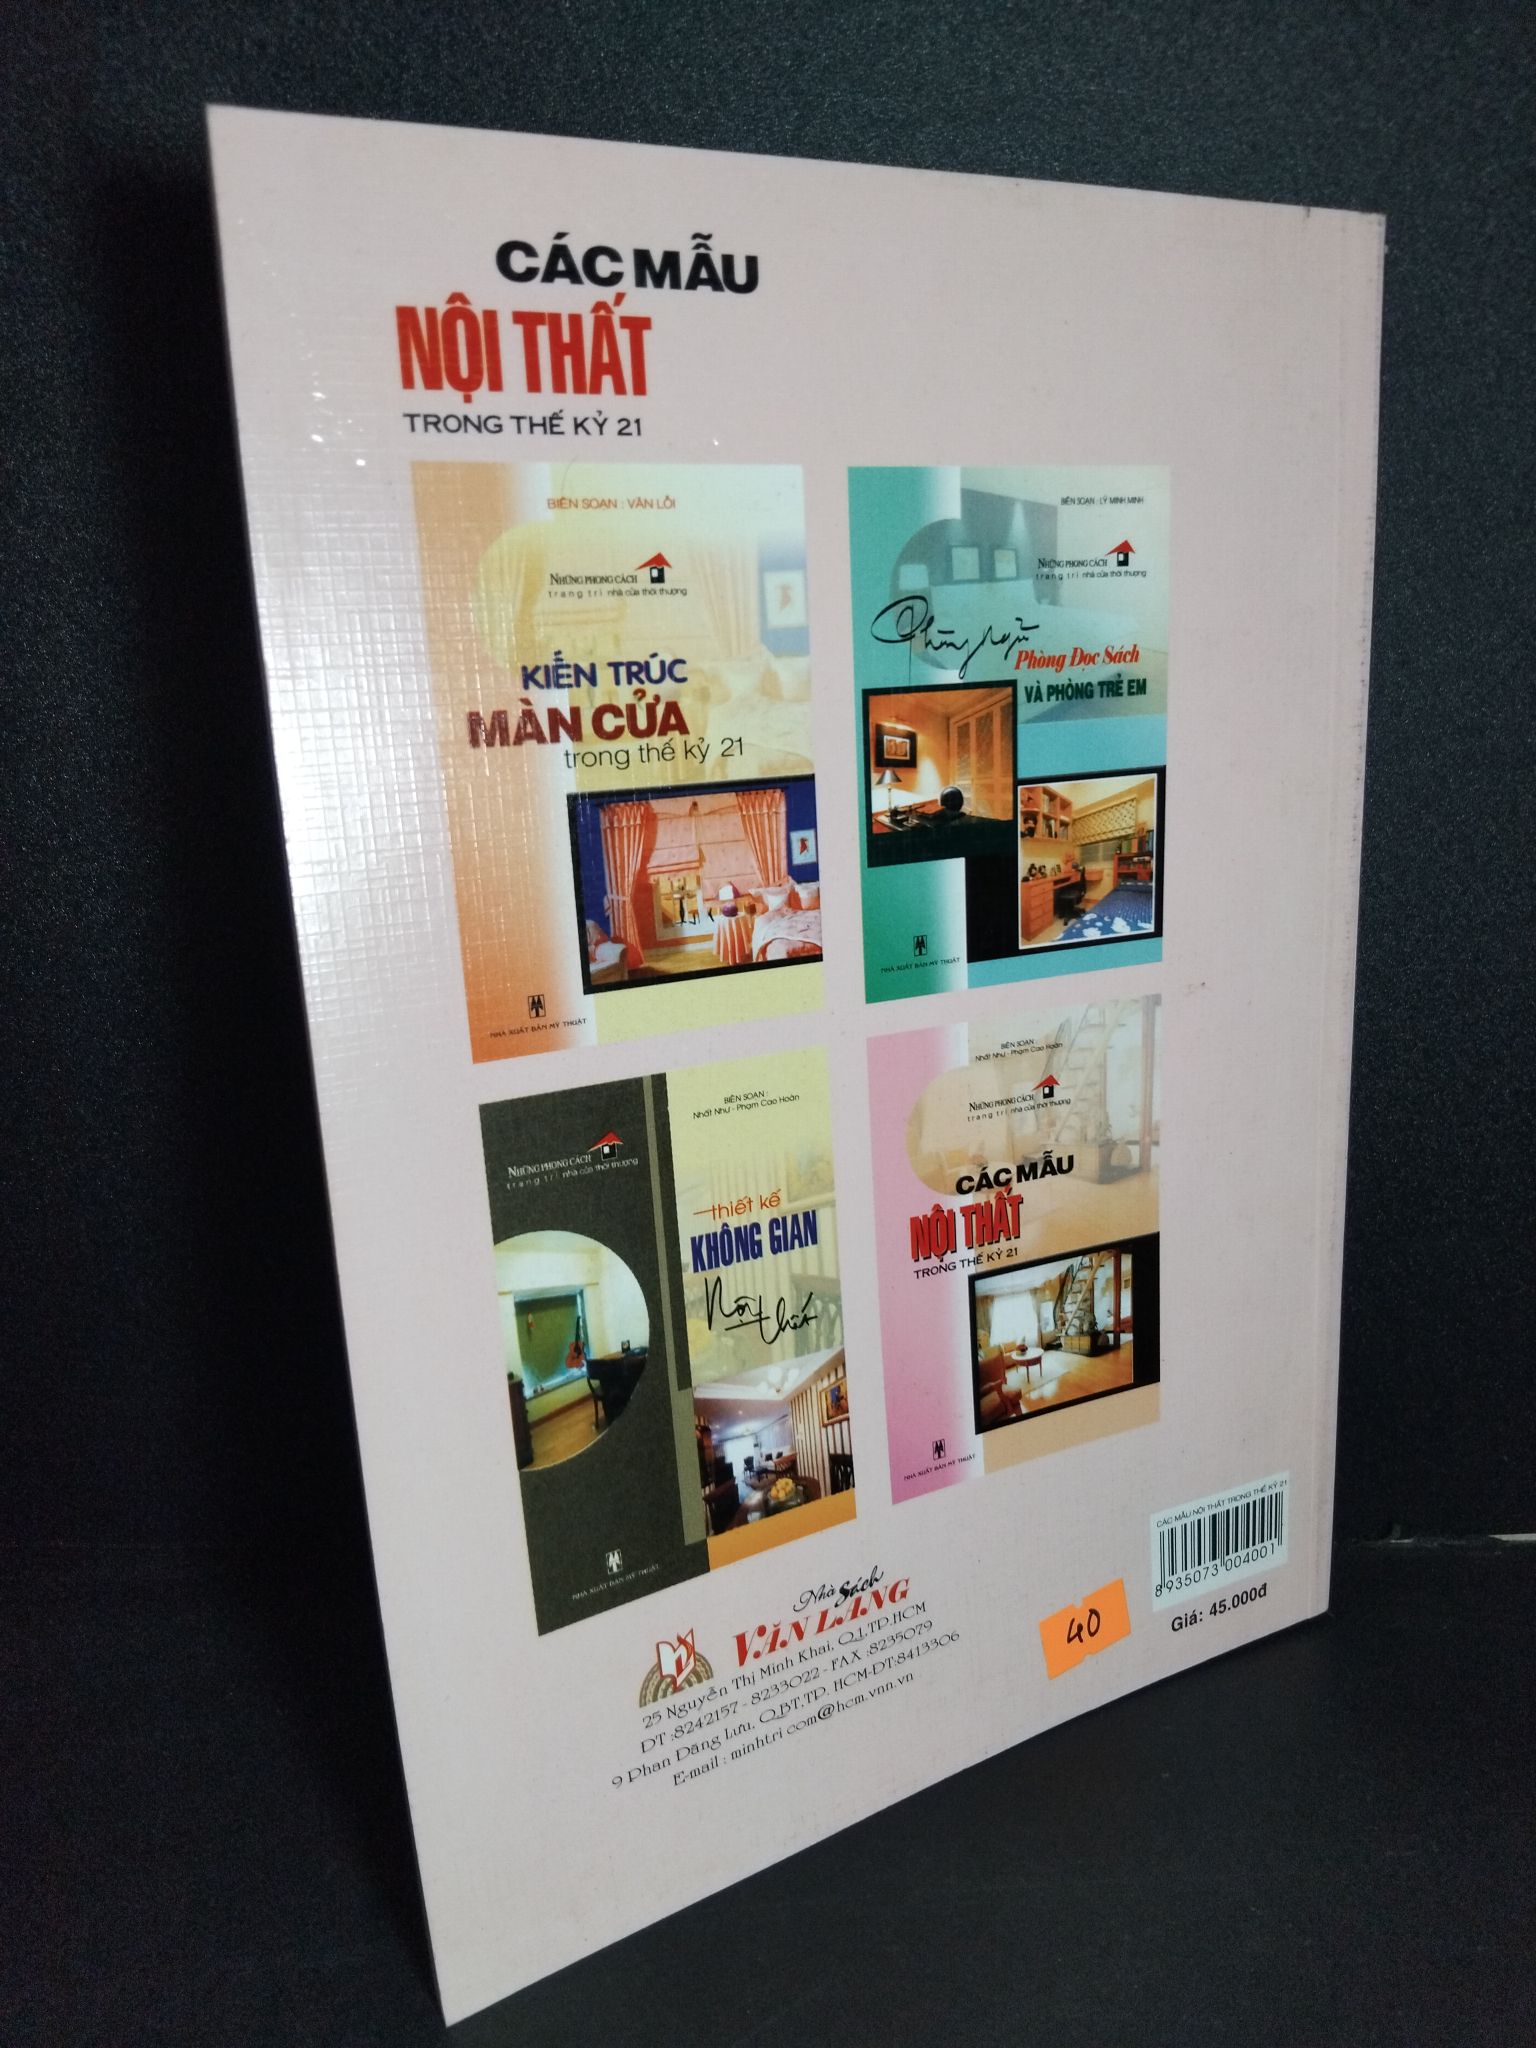 CÁC MẪU
NỘI THẤT
TRONG THẾ KỶ 21
BIÊN SOẠN : VĂN LỖI
NHỮNG PHONG CÁCH
trang trí nhà cửa thời thượng
KIẾN TRÚC
MÀN CỬA
trong thế kỷ 21
NHÀ XUẤT BẢN MỸ THUẬT
BIÊN SOẠN : LÝ MINH MINH
NHỮNG PHONG CÁCH
trang trí nhà cửa thời thượng
Phòng Ngủ
Phòng Đọc Sách
VÀ PHÒNG TRẺ EM
NHÀ XUẤT BẢN MỸ THUẬT
BIÊN SOẠN :
Nhất Như - Phạm Cao Hoàn
NHỮNG PHONG CÁCH
trang trí nhà cửa thời thượng
thiết kế
KHÔNG GIAN
Nội thất
NHÀ XUẤT BẢN MỸ THUẬT
BIÊN SOẠN :
Nhất Như - Phạm Cao Hoàn
NHỮNG PHONG CÁCH
trang trí nhà cửa thời thượng
CÁC MẪU
NỘI THẤT
TRONG THẾ KỶ 21
NHÀ XUẤT BẢN MỸ THUẬT
Nhà Sách
VĂN LANG
25 Nguyễn Thị Minh Khai, Q.1.TP.HCM
ĐT :8242157 - 8233022 - FAX :8235079
9 Phan Đăng Lưu, Q.BT.TP. HCM-ĐT:8413306
E-mail : minhtri com@hcm.vnn.vn
40
CÁC MẪU NỘI THẤT TRONG THẾ KỶ 21
8935073 004001
Giá: 45.000đ